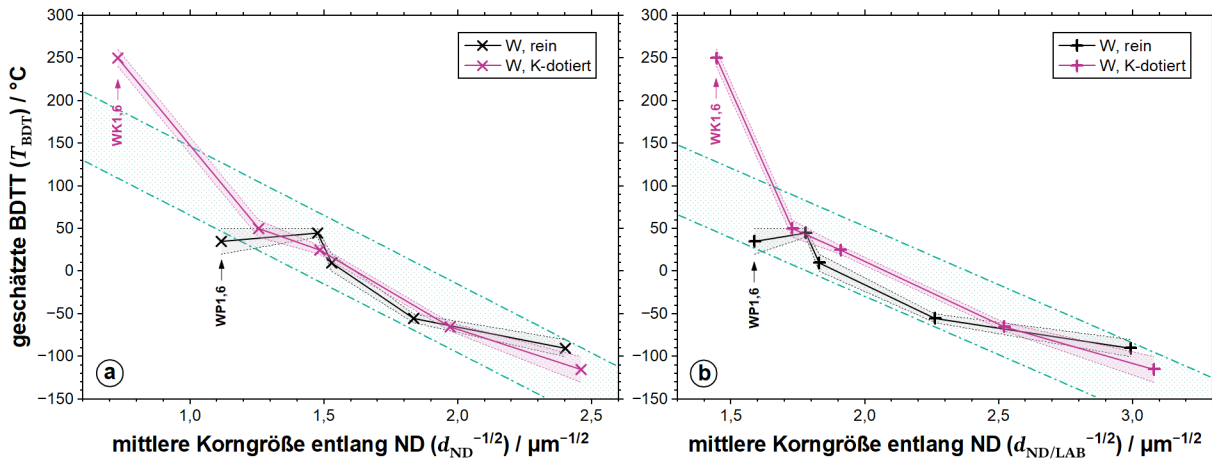 geschätzte BDTT (T_BDT) / °C
300
250
200
150
100
50
0
−50
−100
−150
W, rein
W, K-dotiert
WK1,6
WP1,6
a
1,0
1,5
2,0
2,5
mittlere Korngröße entlang ND (d_ND^−1/2) / µm^−1/2
300
250
200
150
100
50
0
−50
−100
−150
W, rein
W, K-dotiert
WK1,6
WP1,6
b
1,5
2,0
2,5
3,0
mittlere Korngröße entlang ND (d_ND/LAB^−1/2) / µm^−1/2